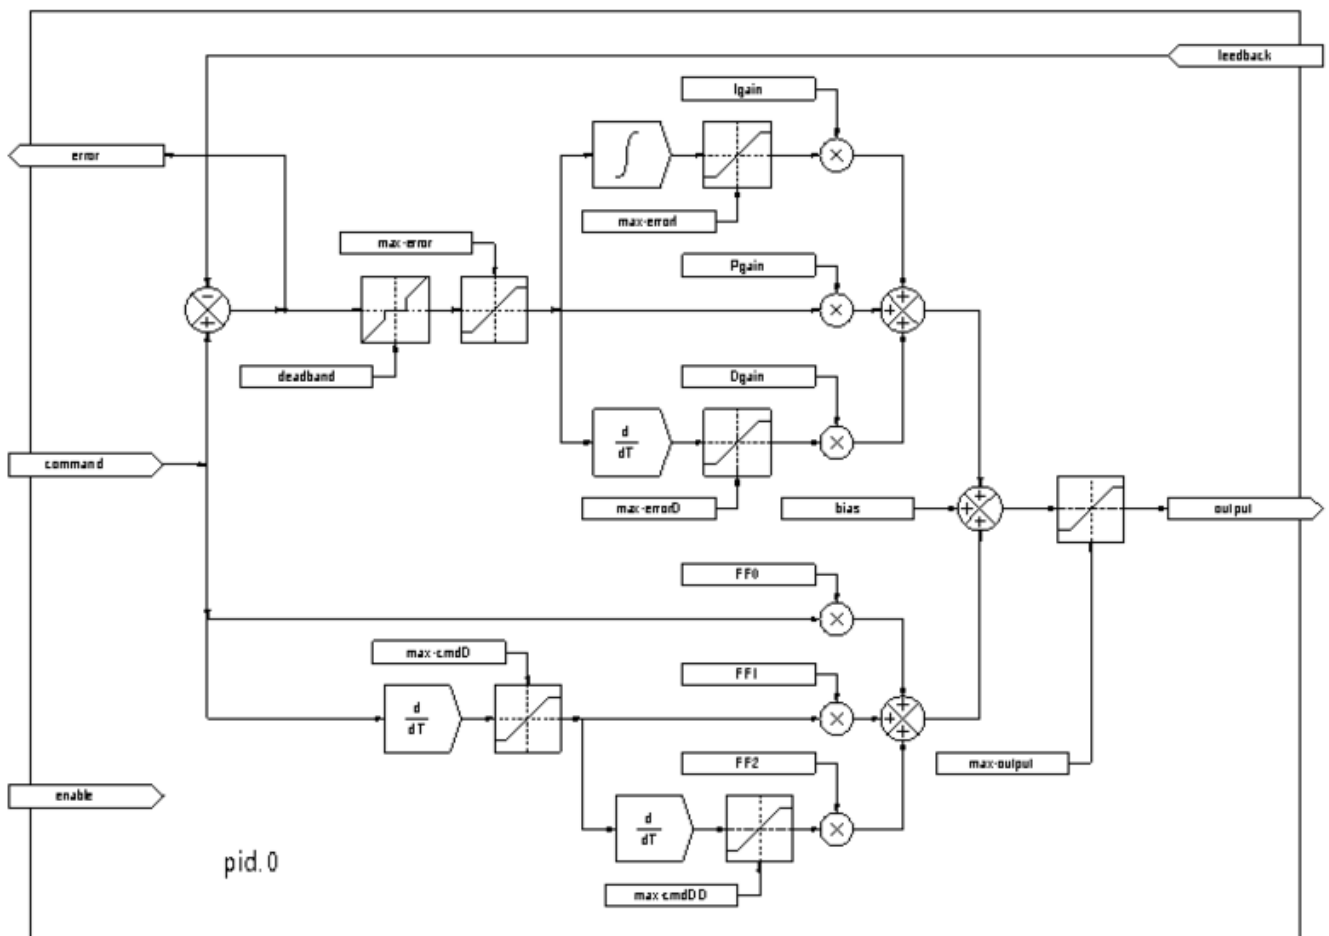 feedback
Igain
error
max-errorI
max-error
Pgain
deadband
Dgain
d
dT
command
max-errorD
bias
output
FF0
max-cmdD
FF1
d
dT
FF2
max-output
enable
d
dT
pid.0
max-cmdDD